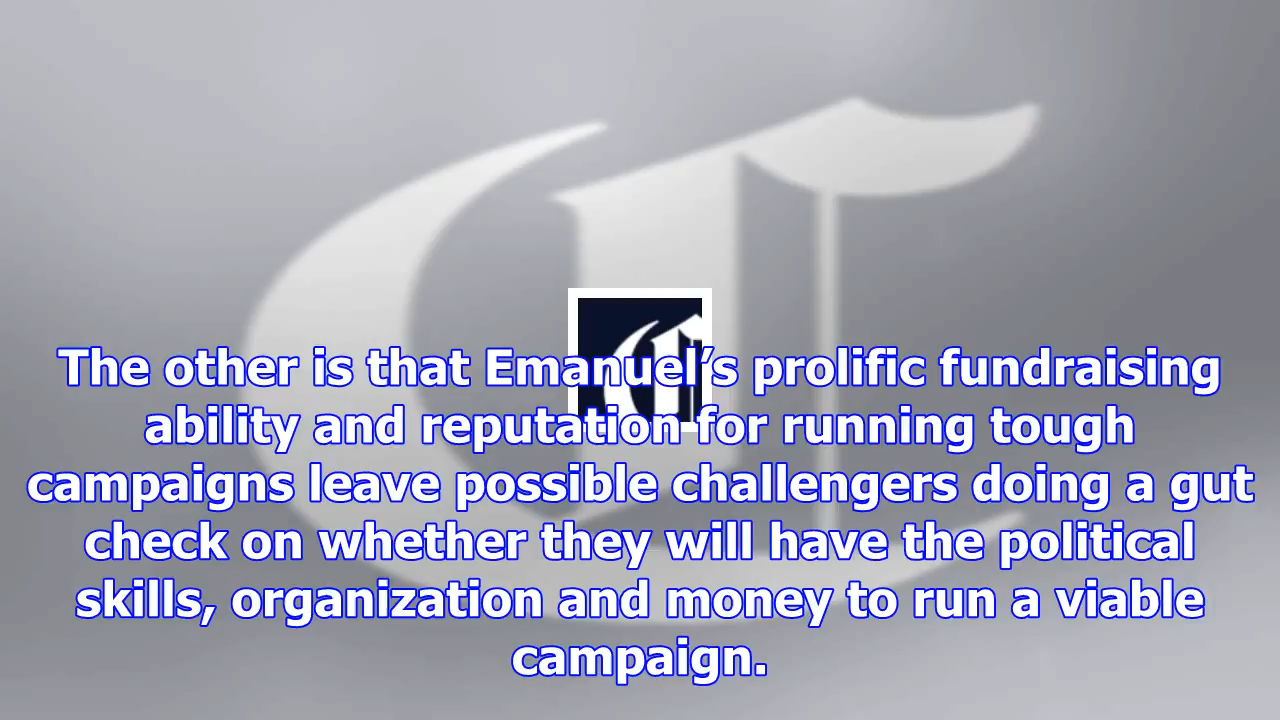 The other is that Emanuel’s prolific fundraising
ability and reputation for running tough
campaigns leave possible challengers doing a gut
check on whether they will have the political
skills, organization and money to run a viable
campaign.